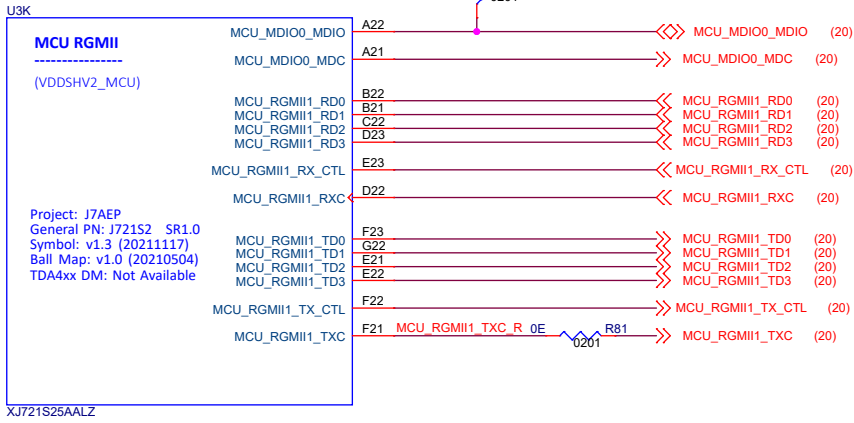 U3K
MCU RGMII
----------------
(VDDSHV2_MCU)
MCU_MDIO0_MDIO A22 MCU_MDIO0_MDIO (20)
MCU_MDIO0_MDC A21 MCU_MDIO0_MDC (20)
MCU_RGMII1_RD0 B22 MCU_RGMII1_RD0 (20)
MCU_RGMII1_RD1 B21 MCU_RGMII1_RD1 (20)
MCU_RGMII1_RD2 C22 MCU_RGMII1_RD2 (20)
MCU_RGMII1_RD3 D23 MCU_RGMII1_RD3 (20)
MCU_RGMII1_RX_CTL E23 MCU_RGMII1_RX_CTL (20)
MCU_RGMII1_RXC D22 MCU_RGMII1_RXC (20)
Project: J7AEP
General PN: J721S2 SR1.0
Symbol: v1.3 (20211117)
Ball Map: v1.0 (20210504)
TDA4xx DM: Not Available
MCU_RGMII1_TD0 F23 MCU_RGMII1_TD0 (20)
MCU_RGMII1_TD1 G22 MCU_RGMII1_TD1 (20)
MCU_RGMII1_TD2 E21 MCU_RGMII1_TD2 (20)
MCU_RGMII1_TD3 E22 MCU_RGMII1_TD3 (20)
MCU_RGMII1_TX_CTL F22 MCU_RGMII1_TX_CTL (20)
MCU_RGMII1_TXC F21 MCU_RGMII1_TXC_R 0E R81 MCU_RGMII1_TXC (20)
0201
XJ721S25AALZ